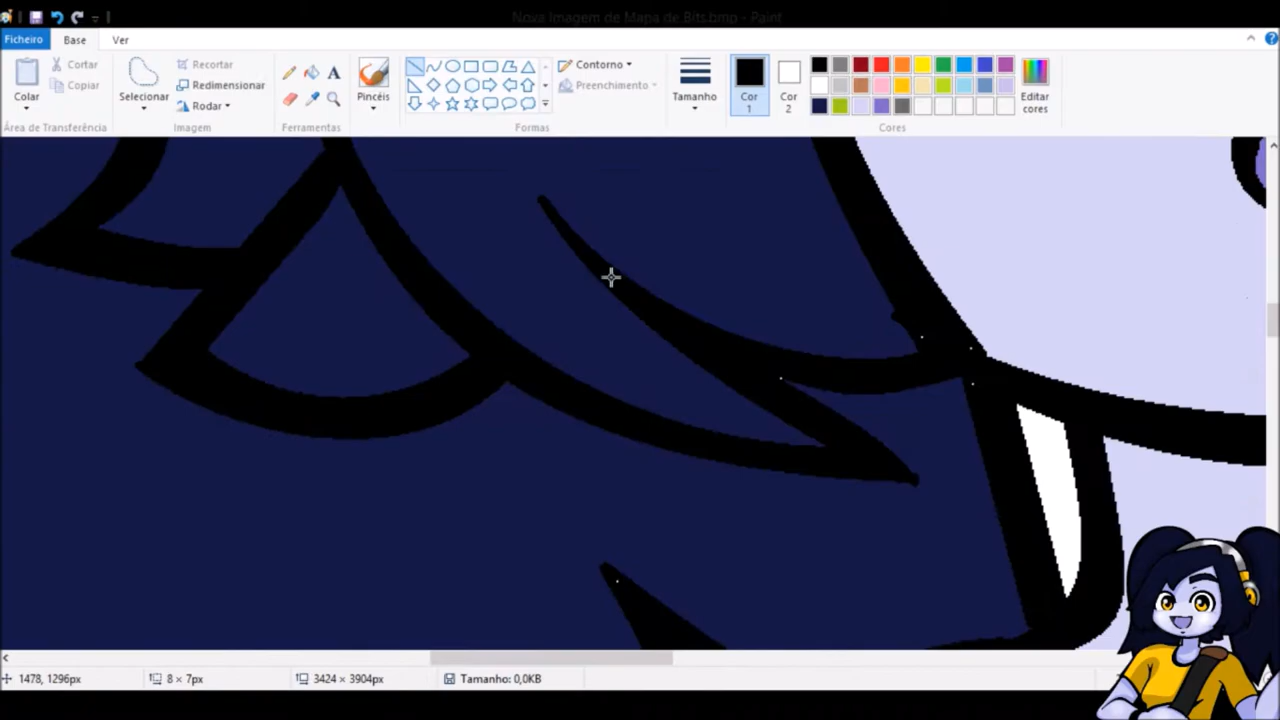 Nova Imagem de Mapa de Bits.bmp - Paint
Ficheiro Base Ver
Colar
Cortar
Copiar
Área de Transferência
Selecionar
Recortar
Redimensionar
Rodar
Imagem
A
Ferramentas
Pincéis
Contorno
Preenchimento
Formas
Tamanho
Cor
1
Cor
2
Editar
cores
Cores
1478, 1296px
8 × 7px
3424 × 3904px
Tamanho: 0,0KB